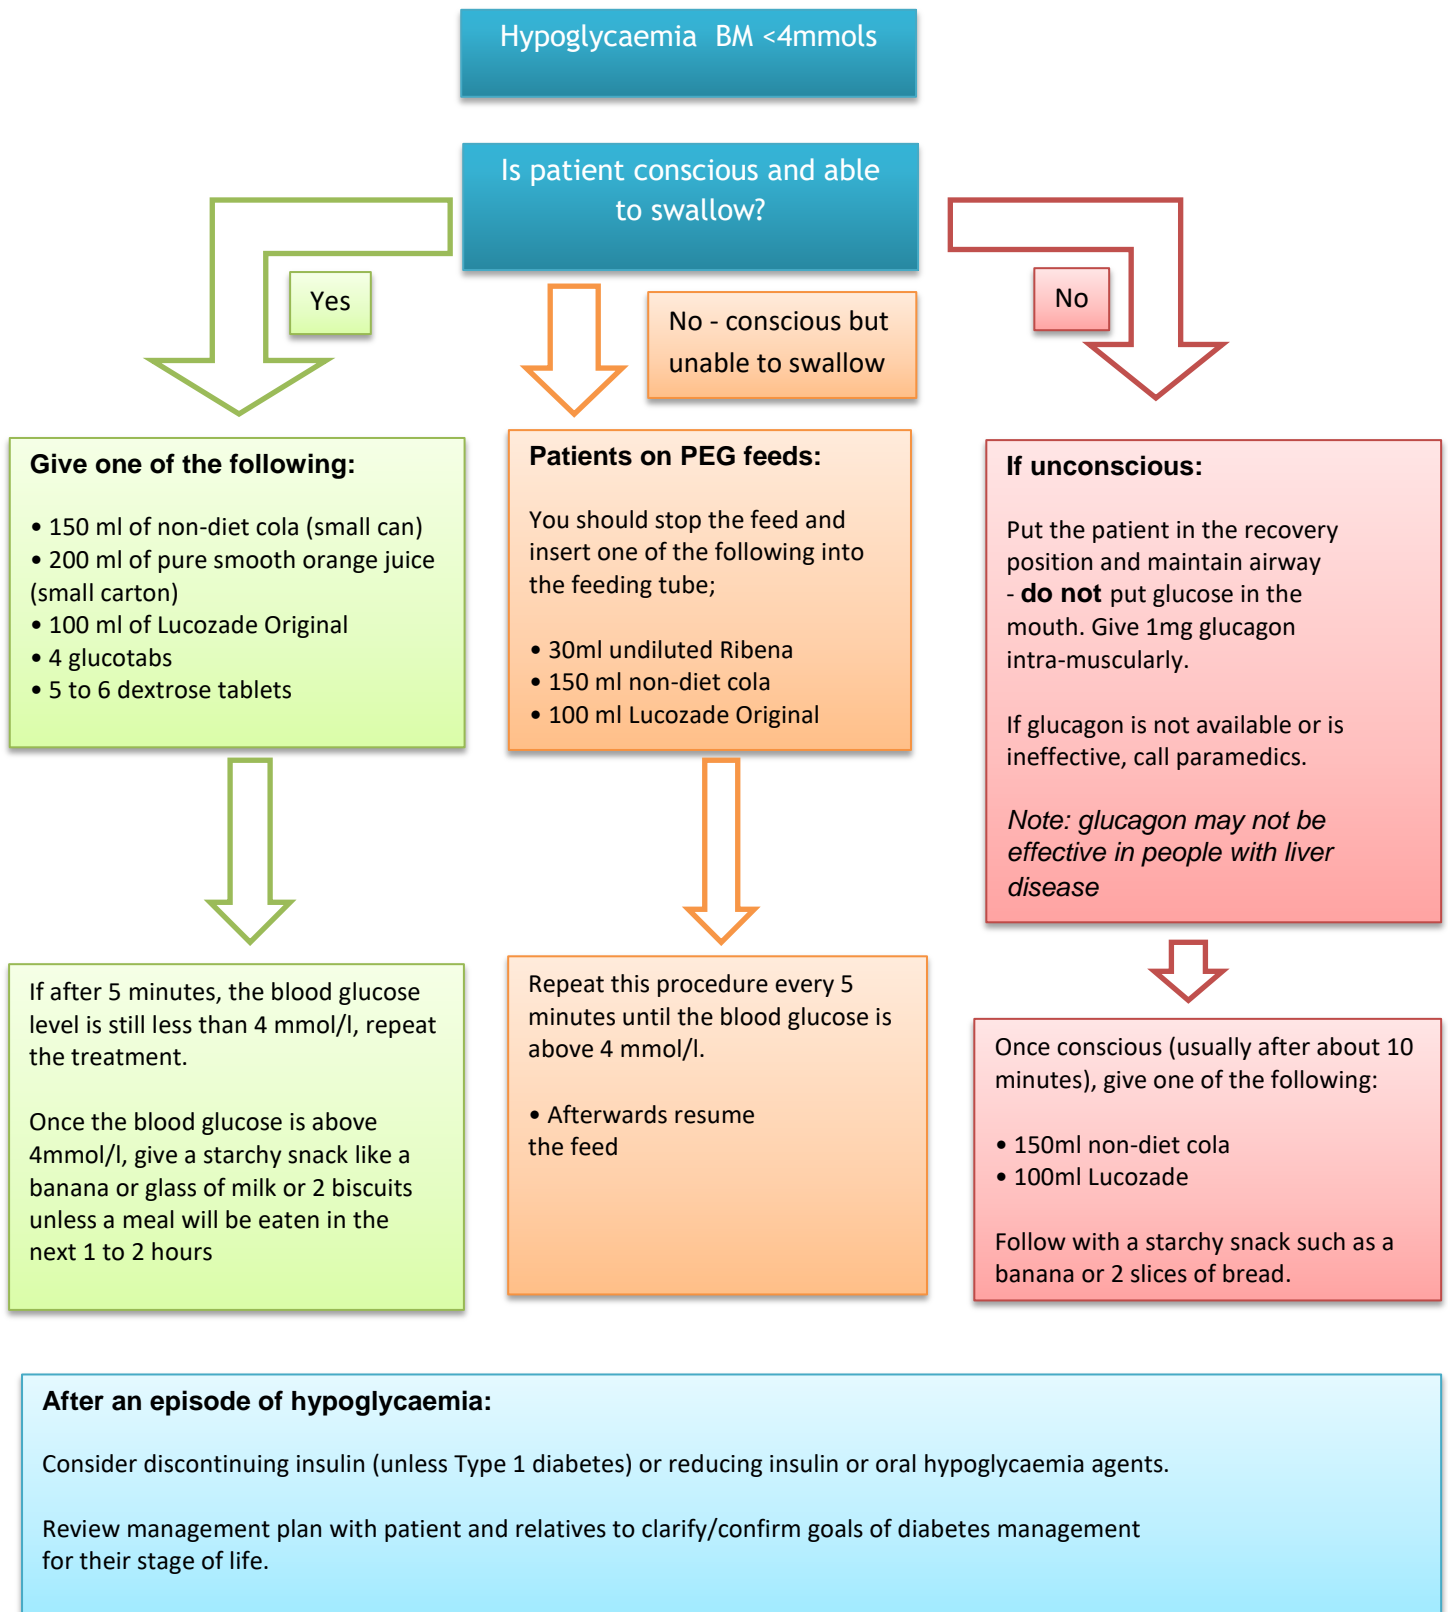 Hypoglycaemia  BM <4mmols
Is patient conscious and able
to swallow?
Yes
No - conscious but
unable to swallow
No
Give one of the following:
• 150 ml of non-diet cola (small can)
• 200 ml of pure smooth orange juice
(small carton)
• 100 ml of Lucozade Original
• 4 glucotabs
• 5 to 6 dextrose tablets
Patients on PEG feeds:
You should stop the feed and
insert one of the following into
the feeding tube;
• 30ml undiluted Ribena
• 150 ml non-diet cola
• 100 ml Lucozade Original
If unconscious:
Put the patient in the recovery
position and maintain airway
- do not put glucose in the
mouth. Give 1mg glucagon
intra-muscularly.
If glucagon is not available or is
ineffective, call paramedics.
Note: glucagon may not be
effective in people with liver
disease
If after 5 minutes, the blood glucose
level is still less than 4 mmol/l, repeat
the treatment.
Once the blood glucose is above
4mmol/l, give a starchy snack like a
banana or glass of milk or 2 biscuits
unless a meal will be eaten in the
next 1 to 2 hours
Repeat this procedure every 5
minutes until the blood glucose is
above 4 mmol/l.
• Afterwards resume
the feed
Once conscious (usually after about 10
minutes), give one of the following:
• 150ml non-diet cola
• 100ml Lucozade
Follow with a starchy snack such as a
banana or 2 slices of bread.
After an episode of hypoglycaemia:
Consider discontinuing insulin (unless Type 1 diabetes) or reducing insulin or oral hypoglycaemia agents.
Review management plan with patient and relatives to clarify/confirm goals of diabetes management
for their stage of life.